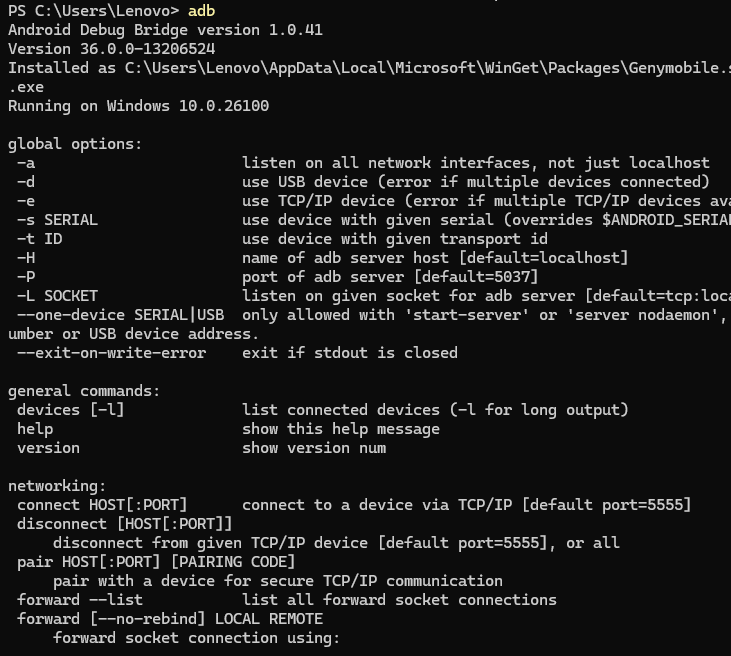 PS C:\Users\Lenovo> adb
Android Debug Bridge version 1.0.41
Version 36.0.0-13206524
Installed as C:\Users\Lenovo\AppData\Local\Microsoft\WinGet\Packages\Genymobile.s
.exe
Running on Windows 10.0.26100

global options:
 -a                       listen on all network interfaces, not just localhost
 -d                       use USB device (error if multiple devices connected)
 -e                       use TCP/IP device (error if multiple TCP/IP devices ava
 -s SERIAL                use device with given serial (overrides $ANDROID_SERIAL
 -t ID                    use device with given transport id
 -H                       name of adb server host [default=localhost]
 -P                       port of adb server [default=5037]
 -L SOCKET                listen on given socket for adb server [default=tcp:loca
 --one-device SERIAL|USB  only allowed with 'start-server' or 'server nodaemon',
umber or USB device address.
 --exit-on-write-error    exit if stdout is closed

general commands:
 devices [-l]             list connected devices (-l for long output)
 help                     show this help message
 version                  show version num

networking:
 connect HOST[:PORT]      connect to a device via TCP/IP [default port=5555]
 disconnect [HOST[:PORT]]
     disconnect from given TCP/IP device [default port=5555], or all
 pair HOST[:PORT] [PAIRING CODE]
     pair with a device for secure TCP/IP communication
 forward --list           list all forward socket connections
 forward [--no-rebind] LOCAL REMOTE
     forward socket connection using: